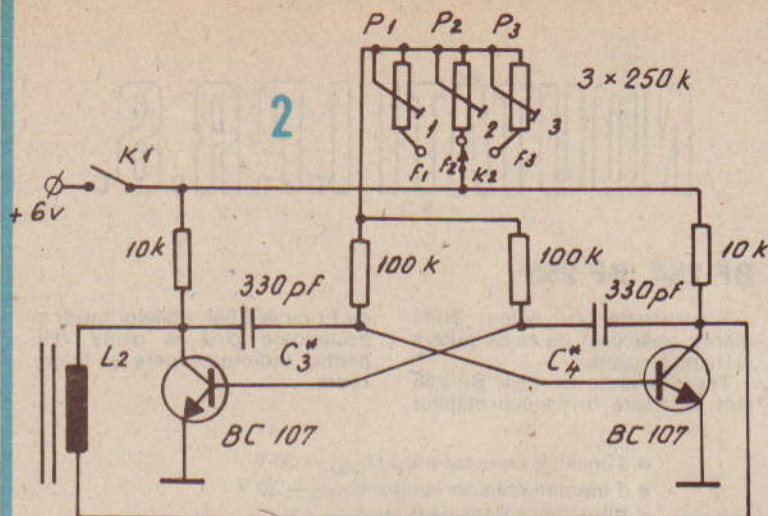 P1 P2 P3
3 × 250 k
2
1 2 3
K1
F1 F2 K2 F3
+ 6v
10k
100 k
100 k
10 k
330pF
330pF
L2
C3*
C4*
BC 107
BC 107